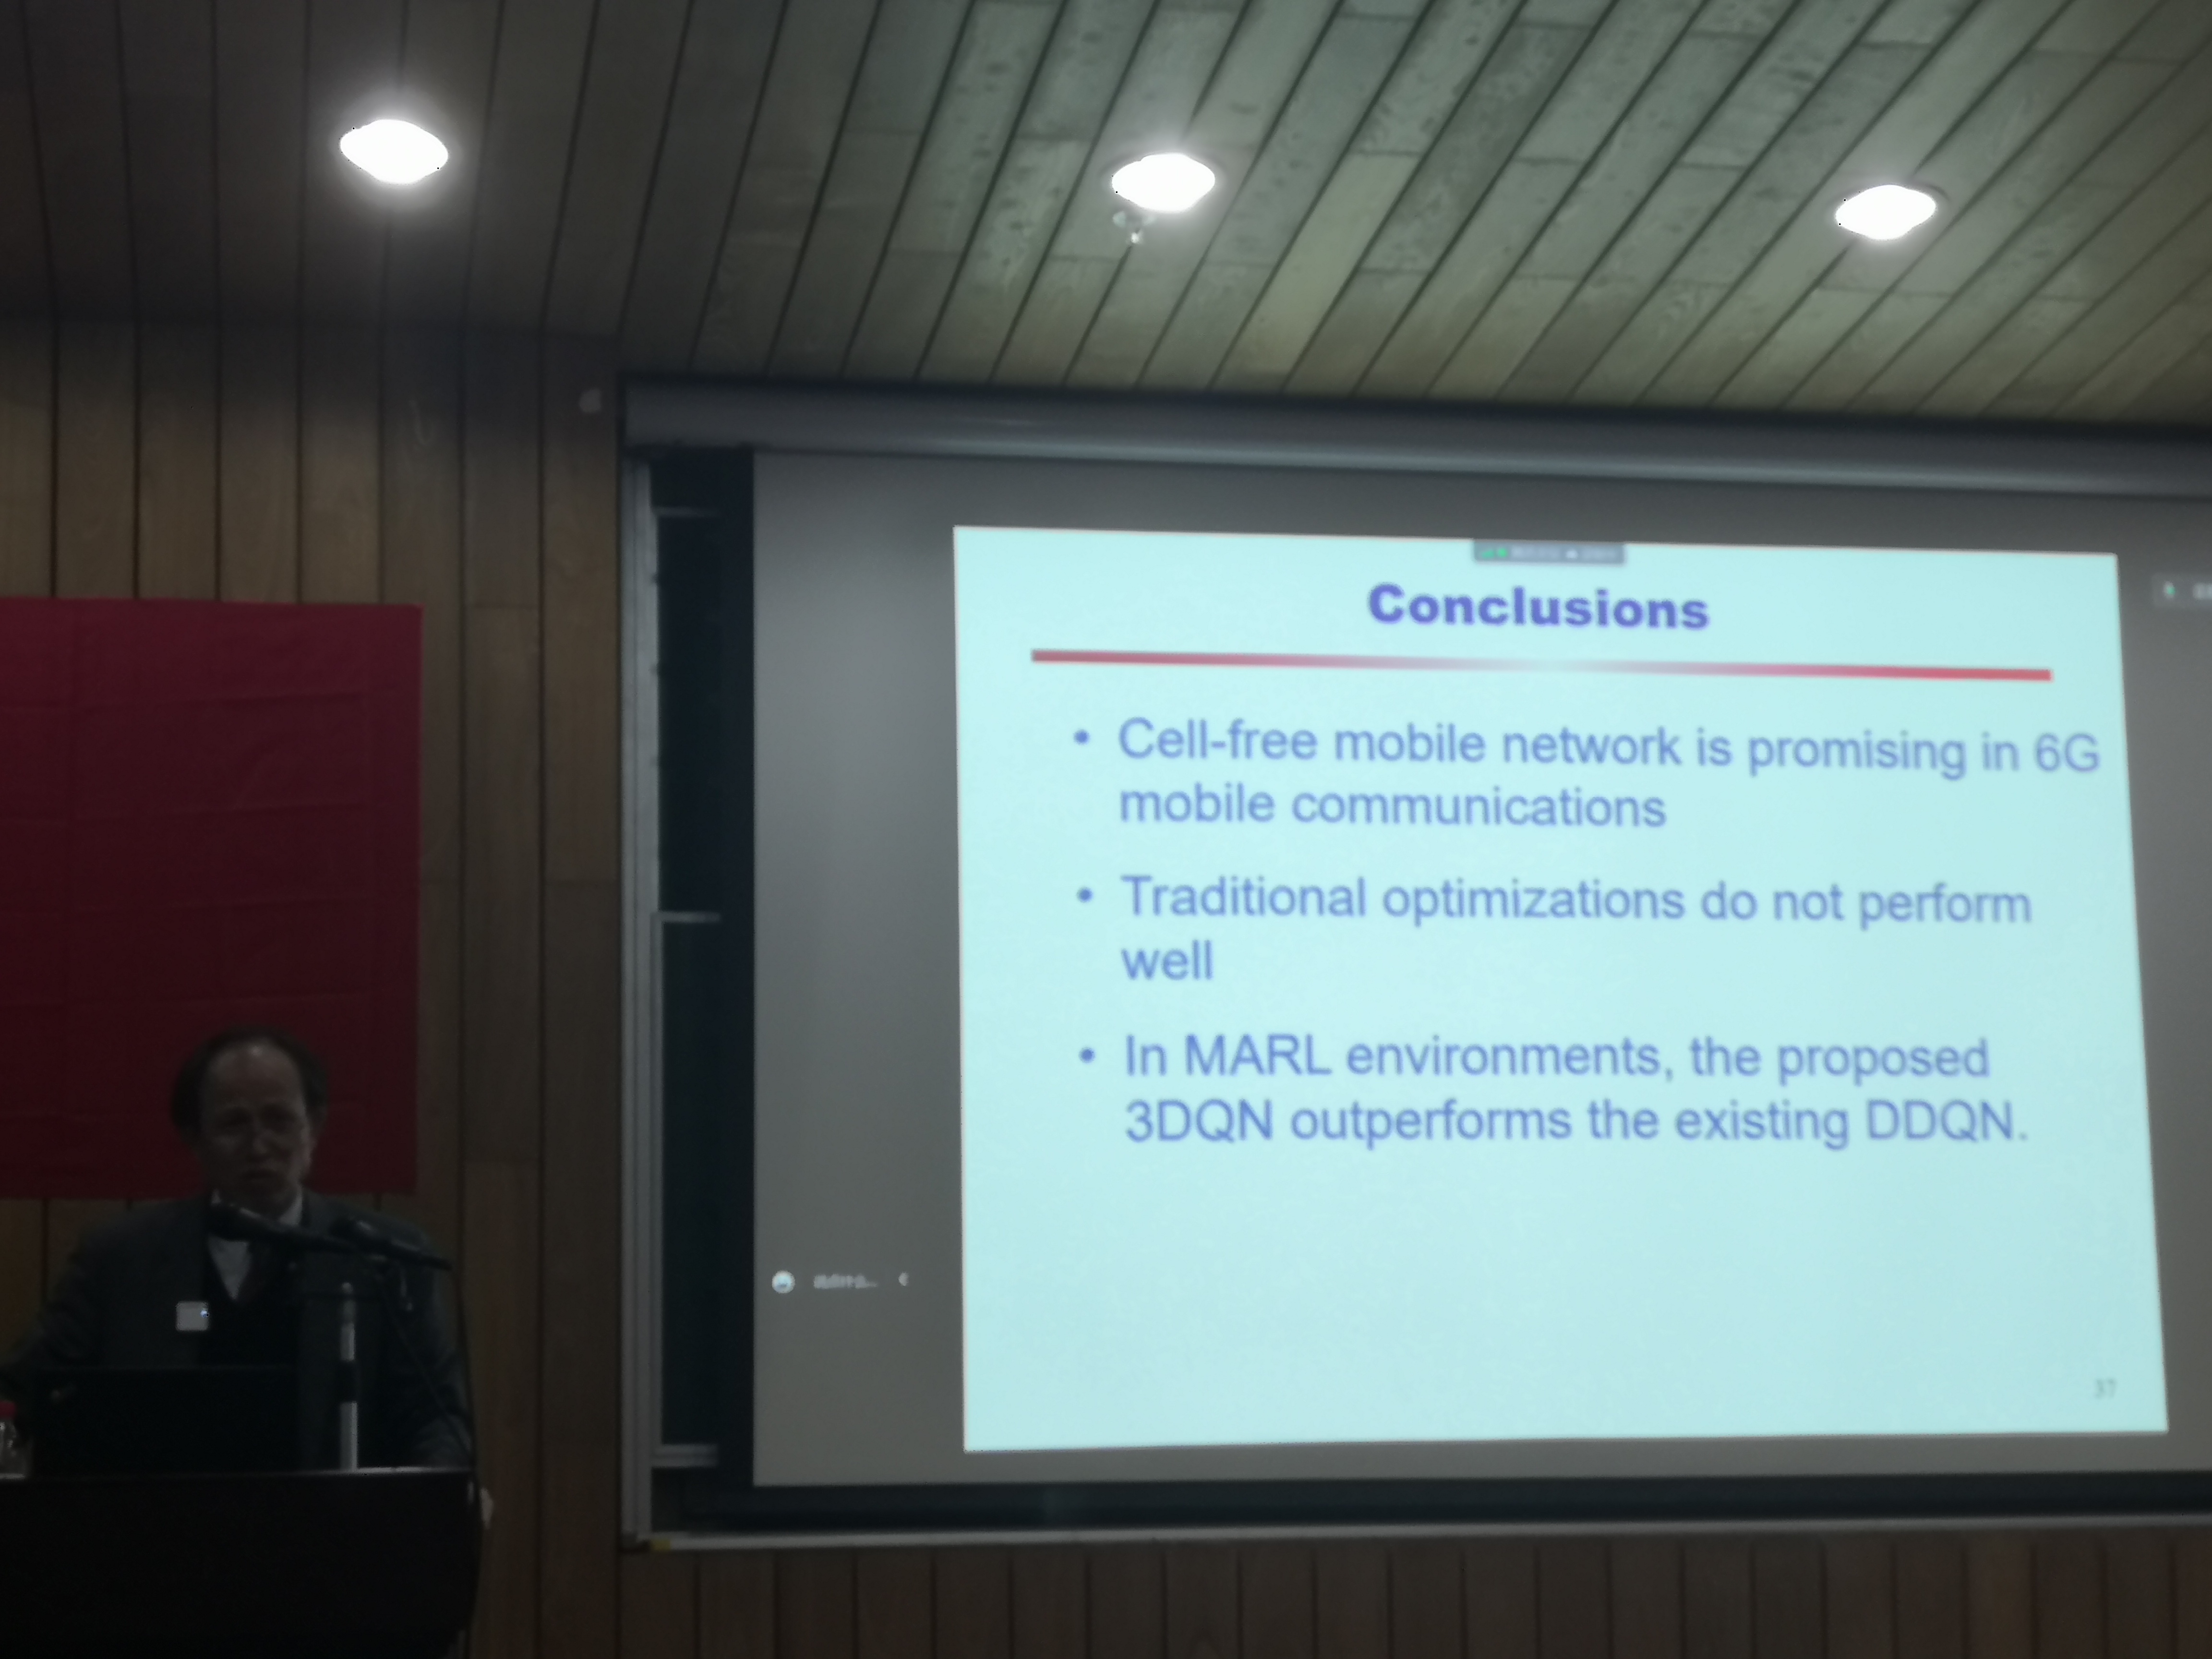 Conclusions
• Cell-free mobile network is promising in 6G
mobile communications
• Traditional optimizations do not perform
well
• In MARL environments, the proposed
3DQN outperforms the existing DDQN.
37